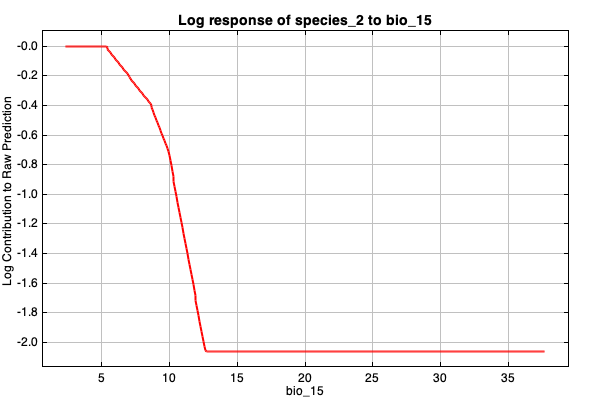 Log response of species_2 to bio_15
Log Contribution to Raw Prediction
-0.0
-0.2
-0.4
-0.6
-0.8
-1.0
-1.2
-1.4
-1.6
-1.8
-2.0
5 10 15 20 25 30 35
bio_15